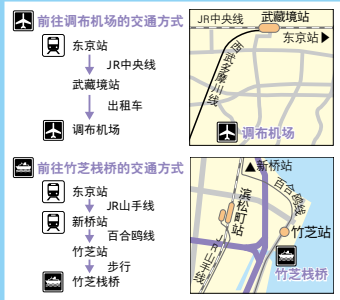 前往调布机场的交通方式
东京站
JR中央线
武藏境站
出租车
调布机场
JR中央线
武藏境站
东京站▶
西武多摩川线
调布机场
前往竹芝栈桥的交通方式
东京站
JR山手线
新桥站
百合鸥线
竹芝站
步行
竹芝栈桥
▲新桥站
百合鸥线
滨松町站
竹芝站
JR山手线
竹芝栈桥